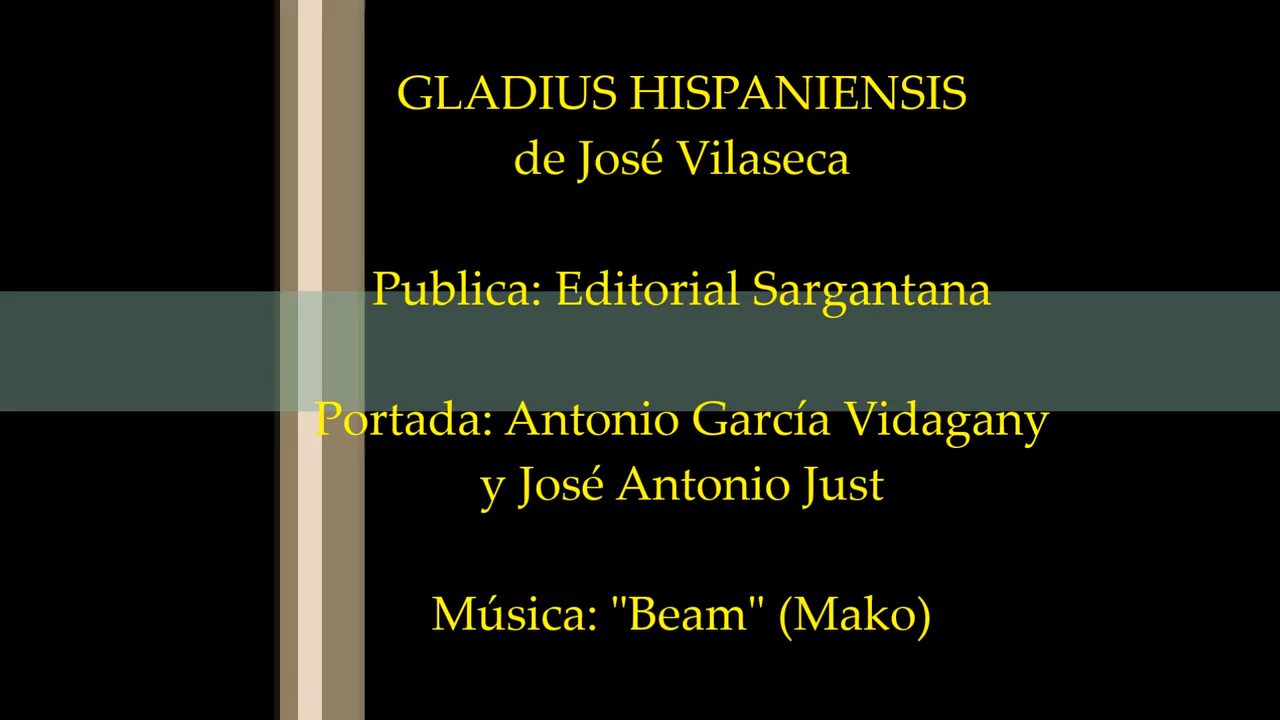 GLADIUS HISPANIENSIS
de José Vilaseca
Publica: Editorial Sargantana
Portada: Antonio García Vidagany
y José Antonio Just
Música: "Beam" (Mako)